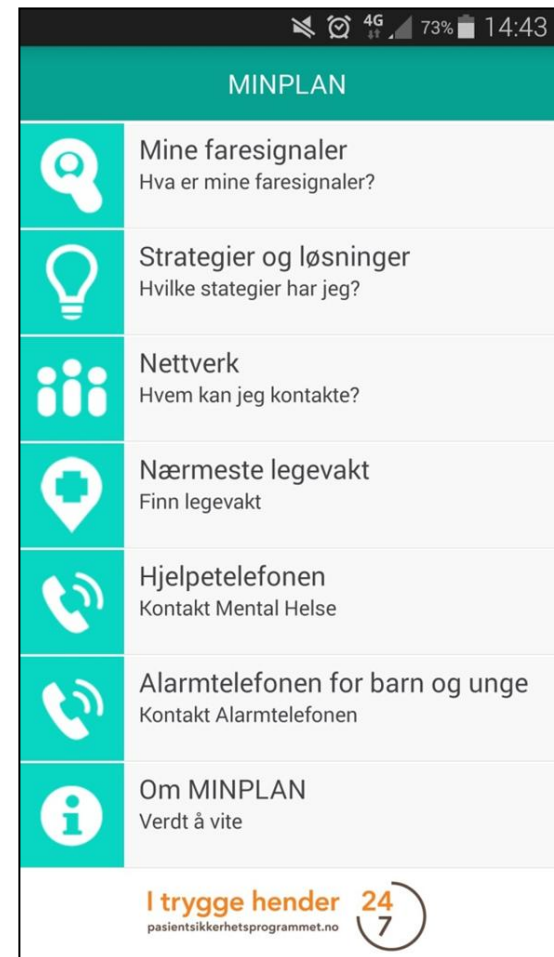 4G 73% 14:43
MINPLAN
Mine faresignaler
Hva er mine faresignaler?
Strategier og løsninger
Hvilke stategier har jeg?
Nettverk
Hvem kan jeg kontakte?
Nærmeste legevakt
Finn legevakt
Hjelpetelefonen
Kontakt Mental Helse
Alarmtelefonen for barn og unge
Kontakt Alarmtelefonen
Om MINPLAN
Verdt å vite
I trygge hender 24
pasientsikkerhetsprogrammet.no 7